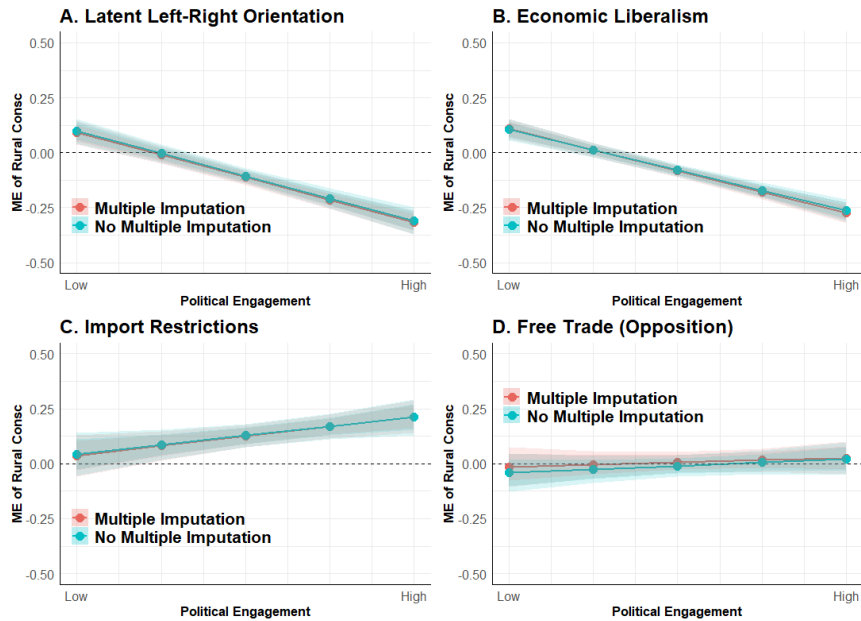 A. Latent Left-Right Orientation
ME of Rural Consc
0.50
0.25
0.00
-0.25
-0.50
Multiple Imputation
No Multiple Imputation
Low
High
Political Engagement
B. Economic Liberalism
ME of Rural Consc
0.50
0.25
0.00
-0.25
-0.50
Multiple Imputation
No Multiple Imputation
Low
High
Political Engagement
C. Import Restrictions
ME of Rural Consc
0.50
0.25
0.00
-0.25
-0.50
Multiple Imputation
No Multiple Imputation
Low
High
Political Engagement
D. Free Trade (Opposition)
ME of Rural Consc
0.50
0.25
0.00
-0.25
-0.50
Multiple Imputation
No Multiple Imputation
Low
High
Political Engagement